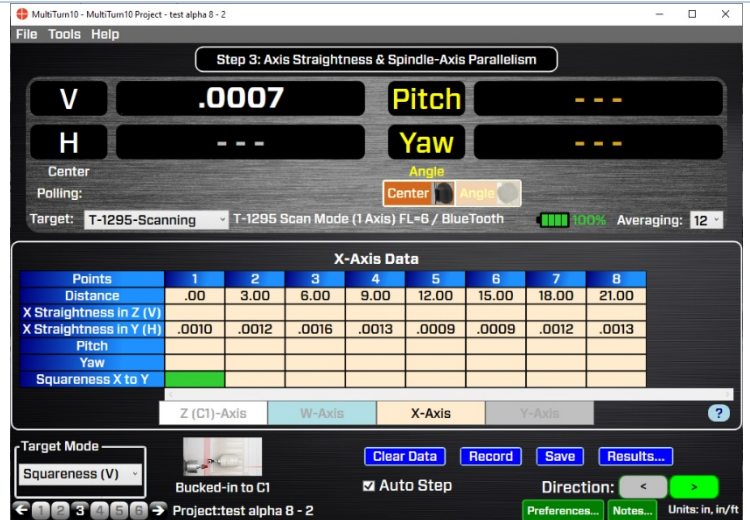 MultiTurn10 - MultiTurn10 Project - test alpha 8 - 2
File Tools Help
Step 3: Axis Straightness & Spindle-Axis Parallelism
V .0007 Pitch - - -
H - - - Yaw - - -
Center Angle
Polling: Center Angle
Target: T-1295-Scanning T-1295 Scan Mode (1 Axis) FL=6 / BlueTooth 100% Averaging: 12
X-Axis Data
Points 1 2 3 4 5 6 7 8
Distance .00 3.00 6.00 9.00 12.00 15.00 18.00 21.00
X Straightness in Z (V)
X Straightness in Y (H) .0010 .0012 .0016 .0013 .0009 .0009 .0012 .0013
Pitch
Yaw
Squareness X to Y
Z (C1)-Axis W-Axis X-Axis Y-Axis ?
Target Mode
Squareness (V)
Bucked-in to C1
Clear Data Record Save Results...
Auto Step Direction: < >
1 2 3 4 5 6 Project:test alpha 8 - 2 Preferences... Notes... Units: in, in/ft